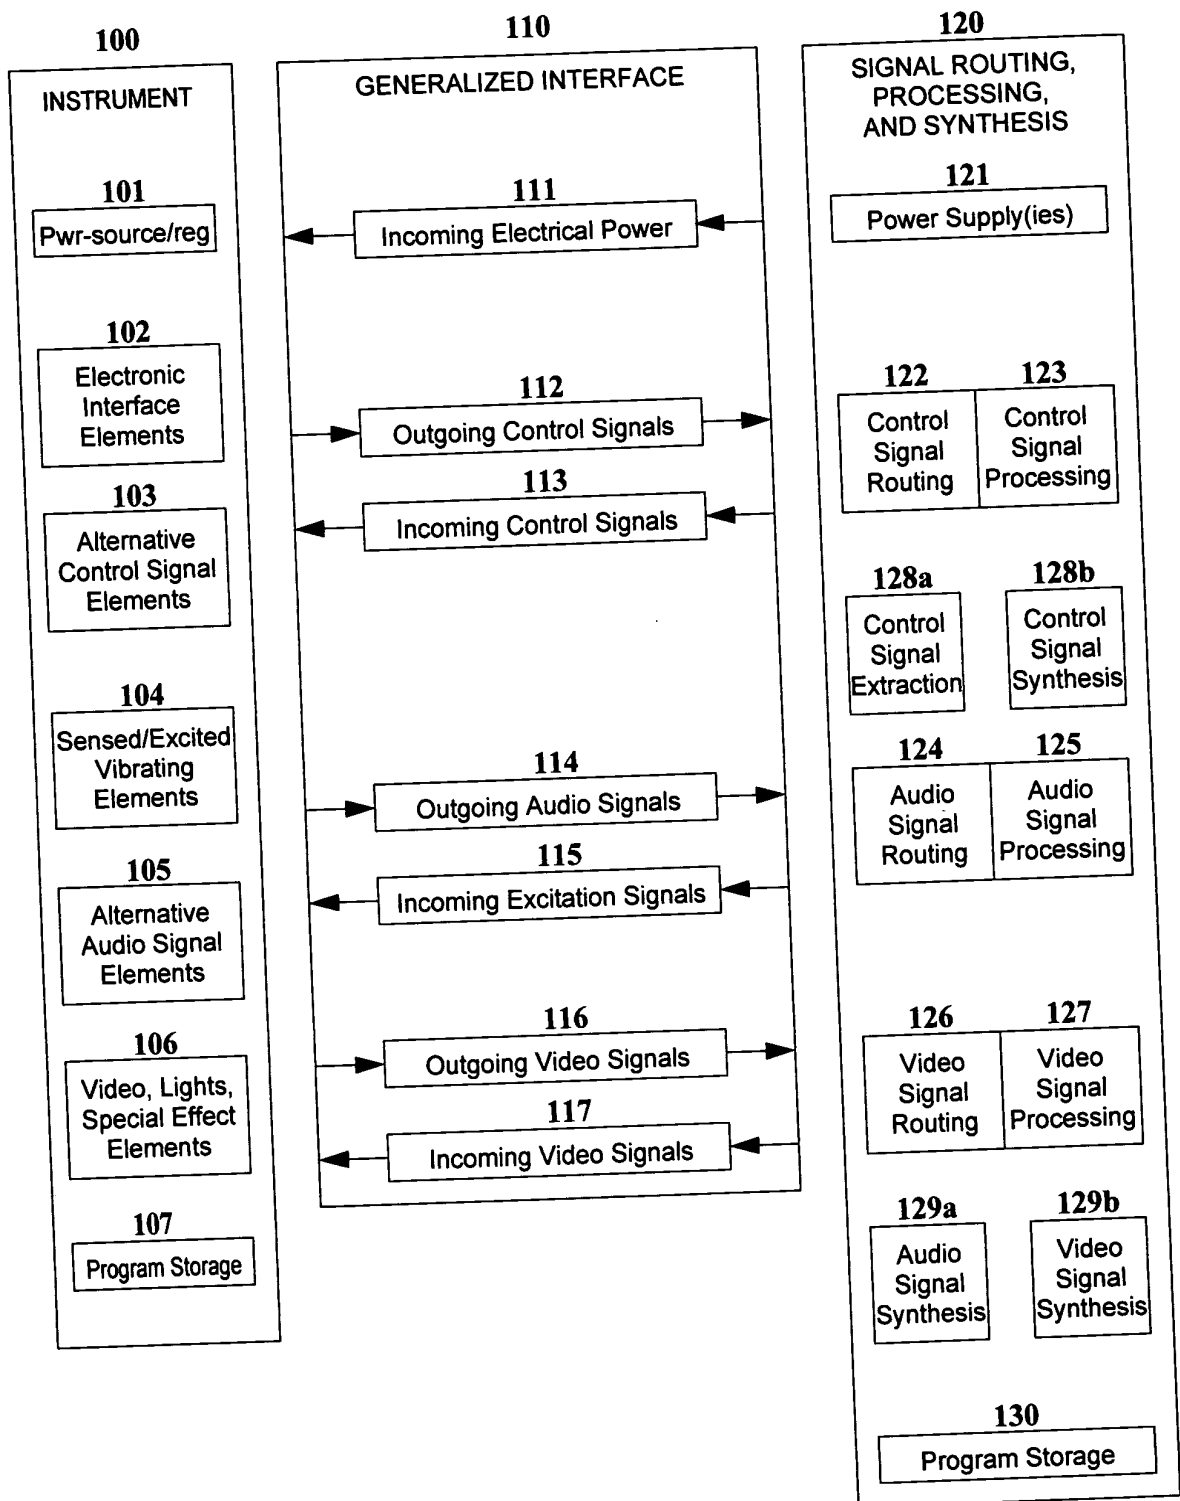 100
INSTRUMENT
101
Pwr-source/reg
102
Electronic
Interface
Elements
103
Alternative
Control Signal
Elements
104
Sensed/Excited
Vibrating
Elements
105
Alternative
Audio Signal
Elements
106
Video, Lights,
Special Effect
Elements
107
Program Storage
110
GENERALIZED INTERFACE
111
Incoming Electrical Power
112
Outgoing Control Signals
113
Incoming Control Signals
114
Outgoing Audio Signals
115
Incoming Excitation Signals
116
Outgoing Video Signals
117
Incoming Video Signals
120
SIGNAL ROUTING,
PROCESSING,
AND SYNTHESIS
121
Power Supply(ies)
122
Control
Signal
Routing
123
Control
Signal
Processing
128a
Control
Signal
Extraction
128b
Control
Signal
Synthesis
124
Audio
Signal
Routing
125
Audio
Signal
Processing
126
Video
Signal
Routing
127
Video
Signal
Processing
129a
Audio
Signal
Synthesis
129b
Video
Signal
Synthesis
130
Program Storage